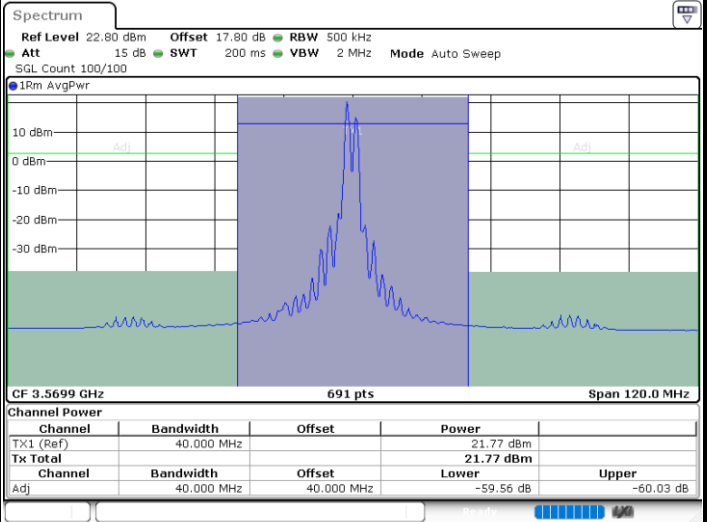 Spectrum
Ref Level 22.80 dBm Offset 17.80 dB RBW 500 kHz
Att 15 dB SWT 200 ms VBW 2 MHz Mode Auto Sweep
SGL Count 100/100
1Rm AvgPwr
10 dBm
Adj Adj
0 dBm
-10 dBm
-20 dBm
-30 dBm
CF 3.5699 GHz 691 pts Span 120.0 MHz
Channel Power
Channel Bandwidth Offset Power
TX1 (Ref) 40.000 MHz 21.77 dBm
Tx Total 21.77 dBm
Channel Bandwidth Offset Lower Upper
Adj 40.000 MHz 40.000 MHz -59.56 dB -60.03 dB
Ready